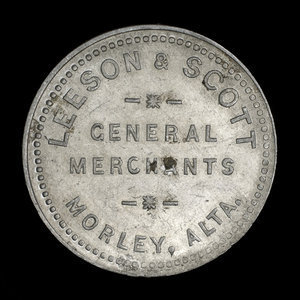 LEESON & SCOTT
GENERAL
MERCHANTS
MORLEY, ALTA.